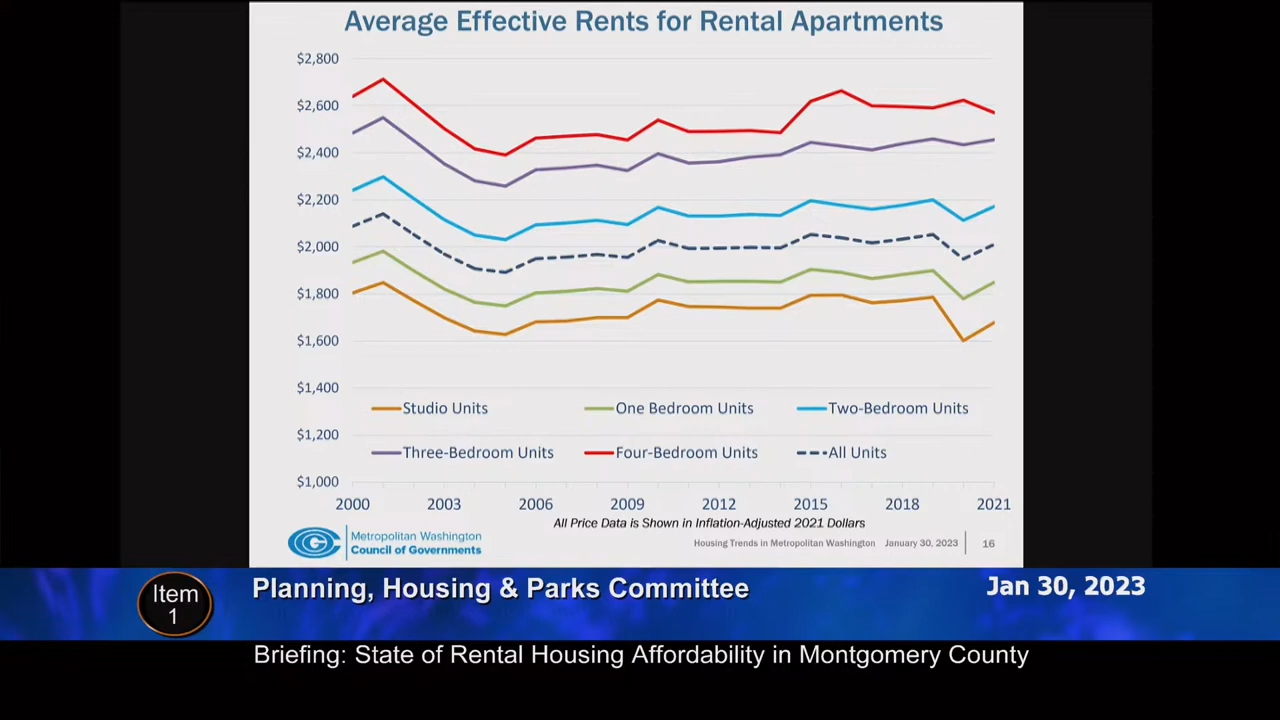 Average Effective Rents for Rental Apartments
$2,800
$2,600
$2,400
$2,200
$2,000
$1,800
$1,600
$1,400
$1,200
$1,000
Studio Units
One Bedroom Units
Two-Bedroom Units
Three-Bedroom Units
Four-Bedroom Units
All Units
2000 2003 2006 2009 2012 2015 2018 2021
All Price Data is Shown in Inflation-Adjusted 2021 Dollars
Metropolitan Washington
Council of Governments
Housing Trends in Metropolitan Washington January 30, 2023 16
Item
1
Planning, Housing & Parks Committee
Jan 30, 2023
Briefing: State of Rental Housing Affordability in Montgomery County